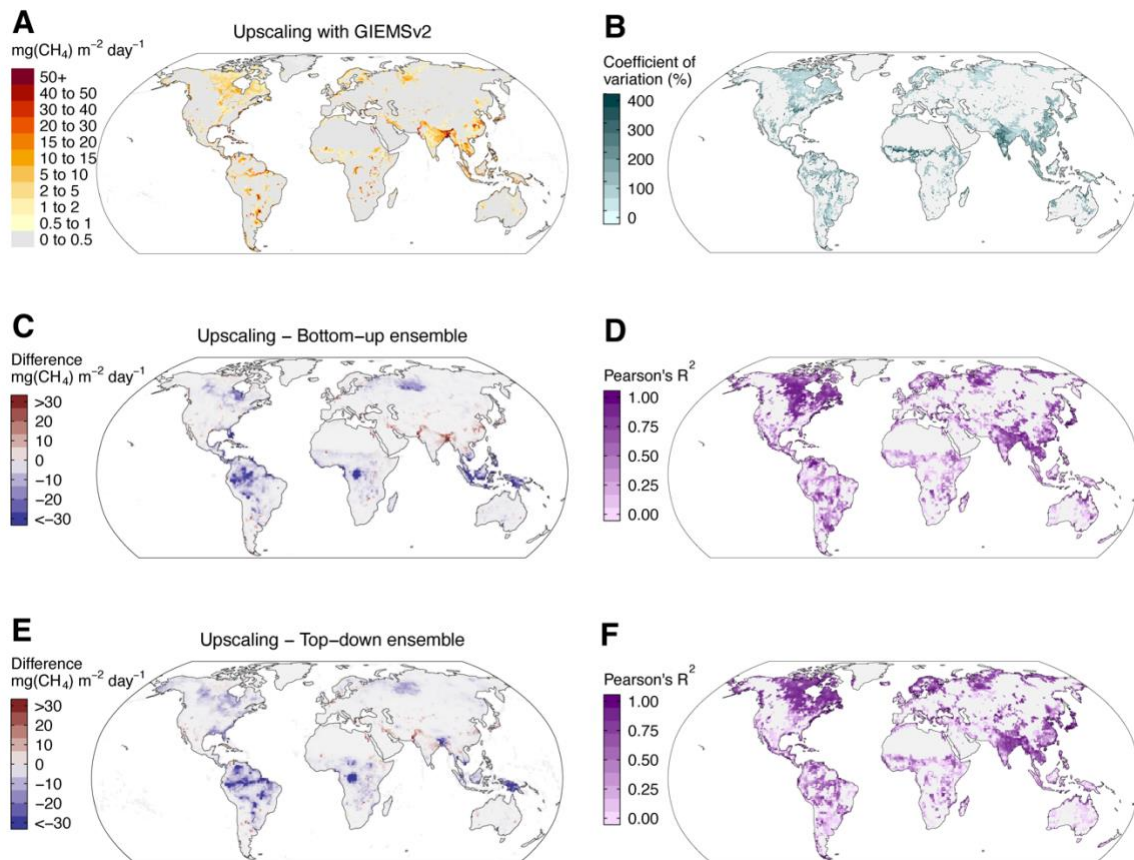 A
Upscaling with GIEMSv2
mg(CH₄) m⁻² day⁻¹
50+
40 to 50
30 to 40
20 to 30
15 to 20
10 to 15
5 to 10
2 to 5
1 to 2
0.5 to 1
0 to 0.5
B
Coefficient of
variation (%)
400
300
200
100
0
C
Upscaling − Bottom−up ensemble
Difference
mg(CH₄) m⁻² day⁻¹
>30
20
10
0
−10
−20
<−30
D
Pearson's R²
1.00
0.75
0.50
0.25
0.00
E
Upscaling − Top−down ensemble
Difference
mg(CH₄) m⁻² day⁻¹
>30
20
10
0
−10
−20
<−30
F
Pearson's R²
1.00
0.75
0.50
0.25
0.00